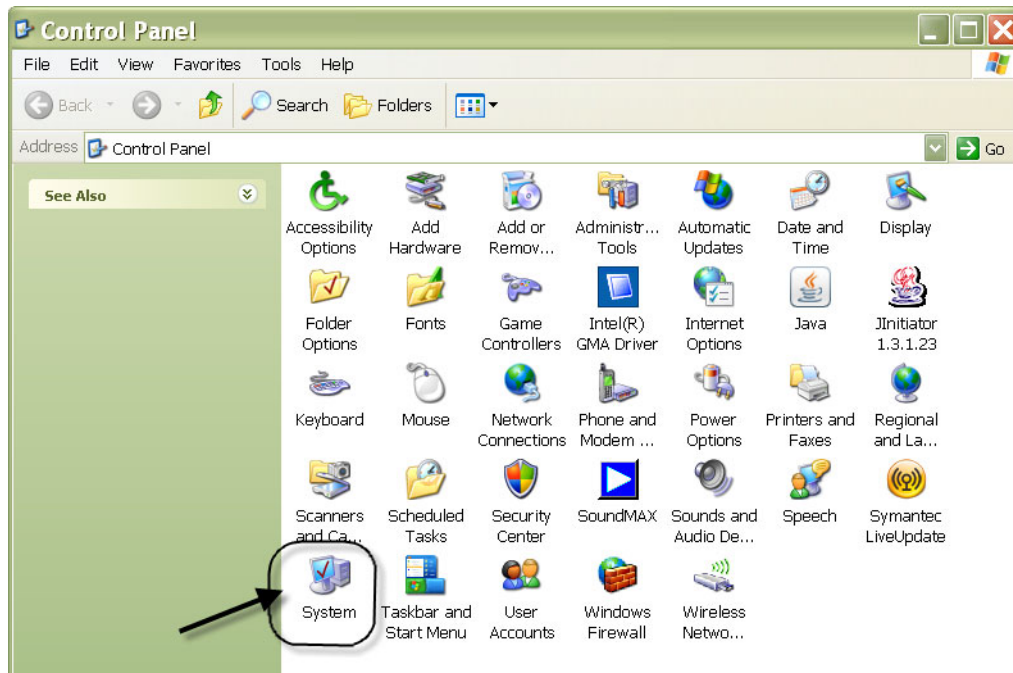 Control Panel
File Edit View Favorites Tools Help
Back Search Folders
Address Control Panel Go
See Also
Accessibility Options
Add Hardware
Add or Remov...
Administr... Tools
Automatic Updates
Date and Time
Display
Folder Options
Fonts
Game Controllers
Intel(R) GMA Driver
Internet Options
Java
JInitiator 1.3.1.23
Keyboard
Mouse
Network Connections
Phone and Modem ...
Power Options
Printers and Faxes
Regional and La...
Scanners and Ca...
Scheduled Tasks
Security Center
SoundMAX
Sounds and Audio De...
Speech
Symantec LiveUpdate
System
Taskbar and Start Menu
User Accounts
Windows Firewall
Wireless Netwo...